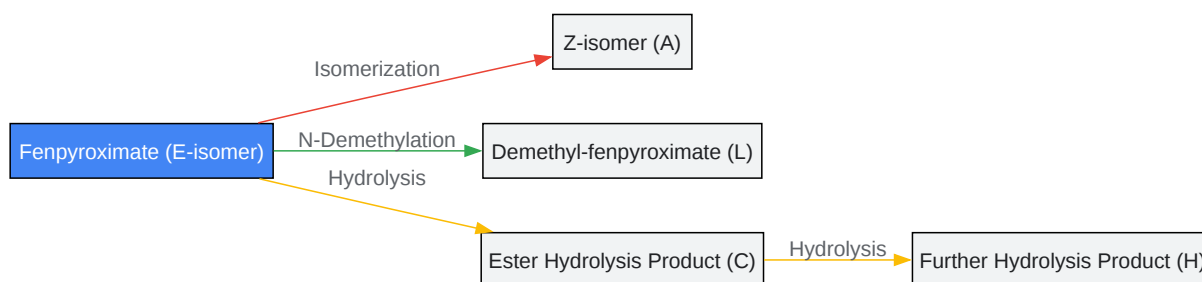 Z-isomer (A)
Isomerization
Fenpyroximate (E-isomer)
N-Demethylation
Demethyl-fenpyroximate (L)
Hydrolysis
Ester Hydrolysis Product (C)
Hydrolysis
Further Hydrolysis Product (H)